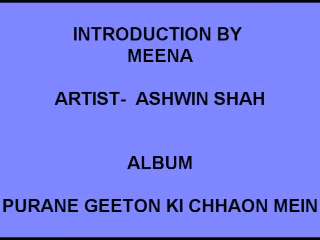 INTRODUCTION BY
MEENA
ARTIST- ASHWIN SHAH
ALBUM
PURANE GEETON KI CHHAON MEIN